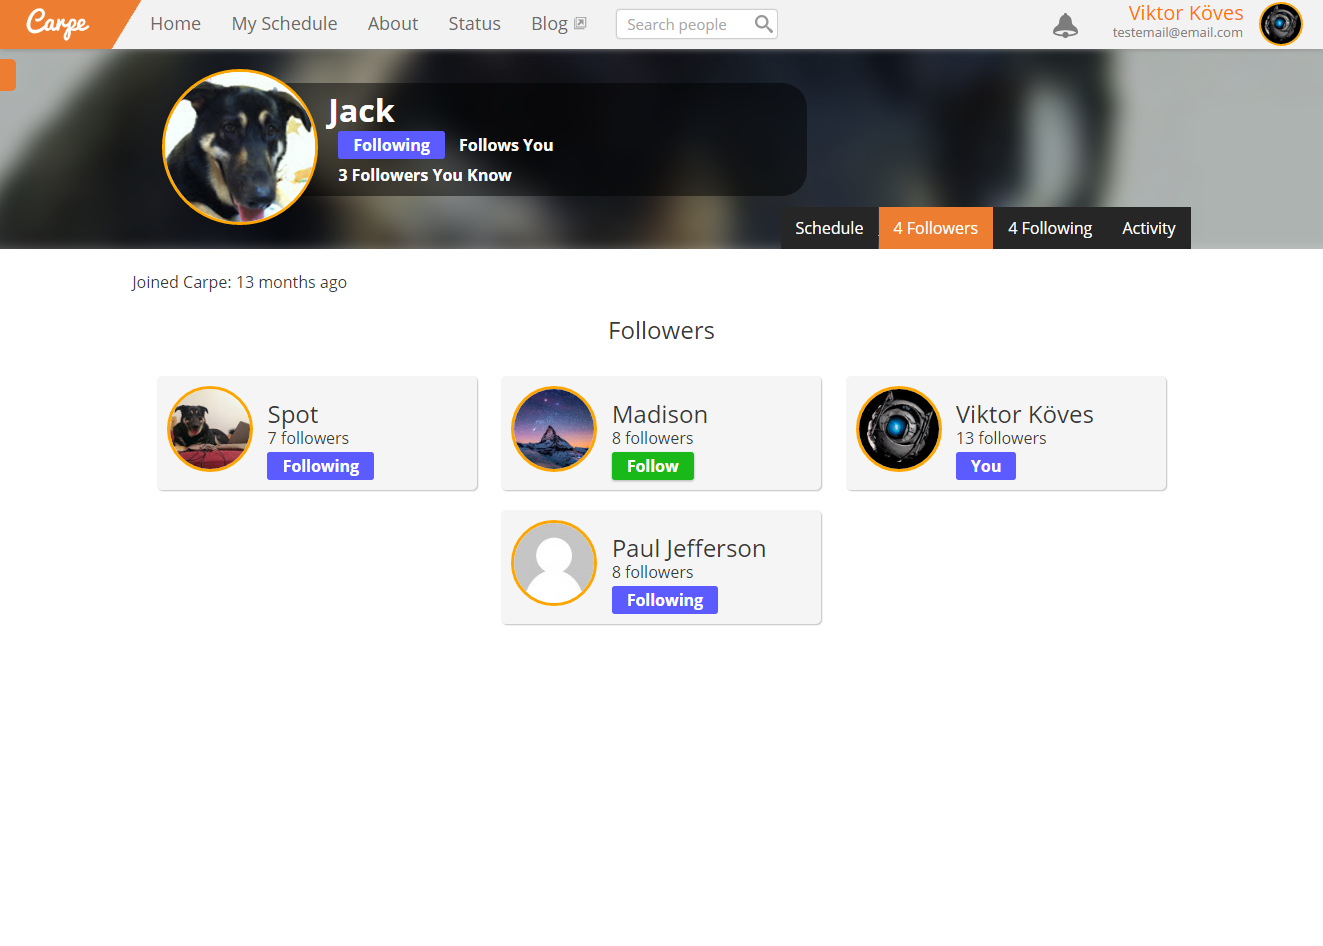 Carpe
Home My Schedule About Status Blog Search people
Viktor Köves
testemail@email.com
Jack
Following Follows You
3 Followers You Know
Schedule 4 Followers 4 Following Activity
Joined Carpe: 13 months ago
Followers
Spot
7 followers
Following
Madison
8 followers
Follow
Viktor Köves
13 followers
You
Paul Jefferson
8 followers
Following